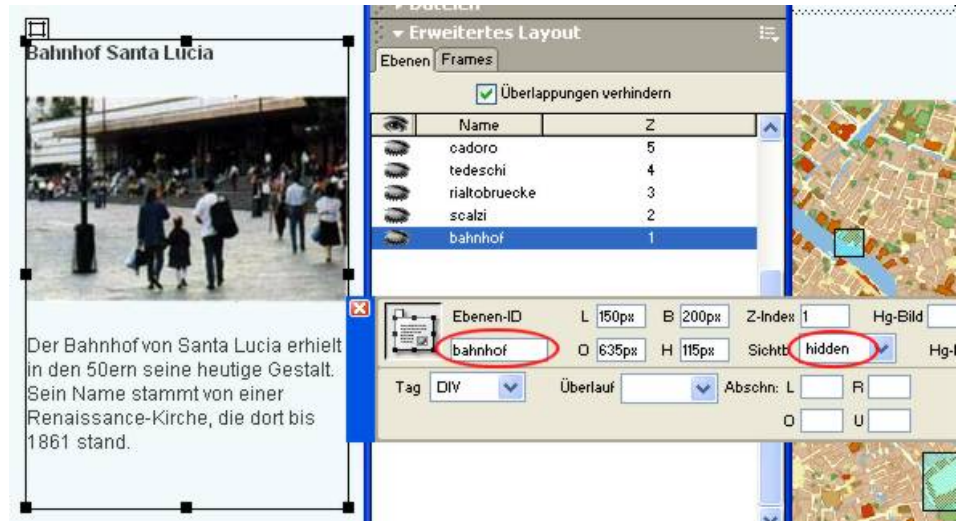 Bahnhof Santa Lucia
Der Bahnhof von Santa Lucia erhielt
in den 50ern seine heutige Gestalt.
Sein Name stammt von einer
Renaissance-Kirche, die dort bis
1861 stand.
Dateien
Erweitertes Layout
Ebenen Frames
Überlappungen verhindern
Name Z
cadoro 5
tedeschi 4
rialtobruecke 3
scalzi 2
bahnhof 1
Ebenen-ID L 150px B 200px Z-Index 1 Hg-Bild
bahnhof O 635px H 115px Sichtb hidden Hg-
Tag DIV Überlauf Abschn: L R
O U